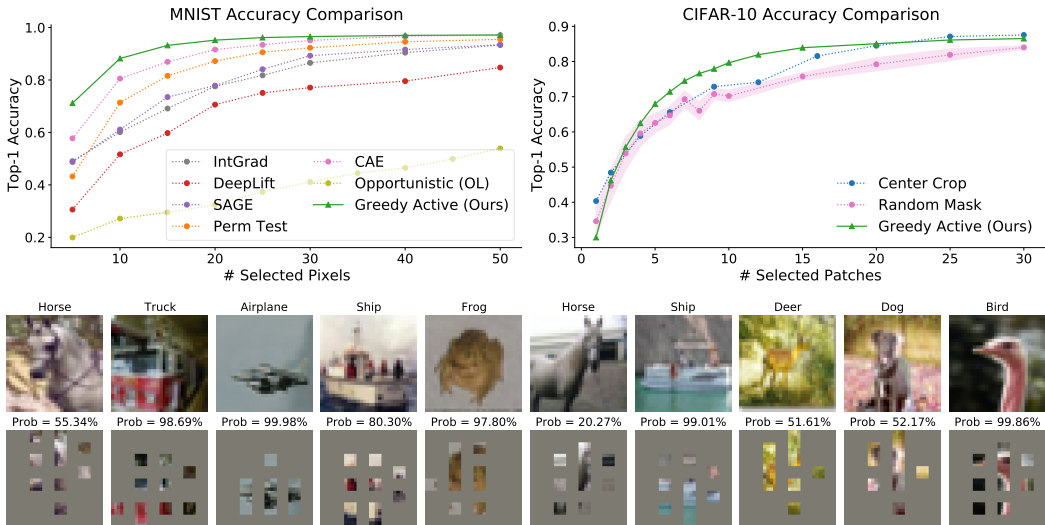 MNIST Accuracy Comparison
Top-1 Accuracy
1.0
0.8
0.6
0.4
0.2
10
20
30
40
50
# Selected Pixels
IntGrad
DeepLift
SAGE
Perm Test
CAE
Opportunistic (OL)
Greedy Active (Ours)
CIFAR-10 Accuracy Comparison
Top-1 Accuracy
0.9
0.8
0.7
0.6
0.5
0.4
0.3
0
5
10
15
20
25
30
# Selected Patches
Center Crop
Random Mask
Greedy Active (Ours)
Horse Truck Airplane Ship Frog Horse Ship Deer Dog Bird
Prob = 55.34% Prob = 98.69% Prob = 99.98% Prob = 80.30% Prob = 97.80% Prob = 20.27% Prob = 99.01% Prob = 51.61% Prob = 52.17% Prob = 99.86%